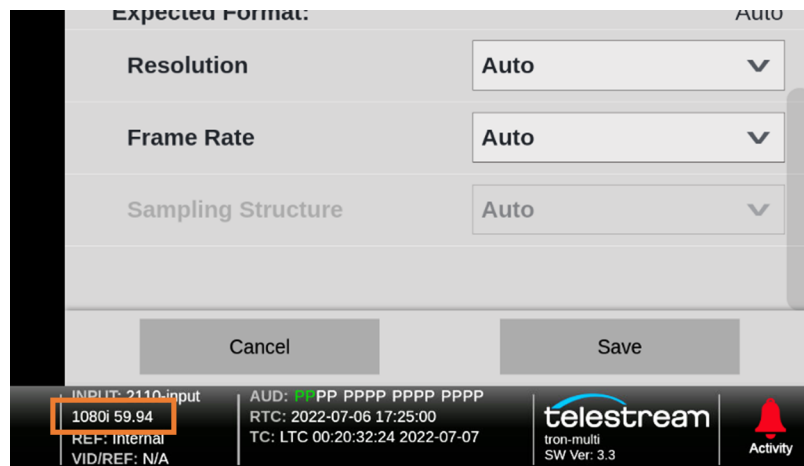 Expected Format: Auto
Resolution Auto
Frame Rate Auto
Sampling Structure Auto
Cancel Save
INPUT: 2110-input
1080i 59.94
REF: Internal
VID/REF: N/A
AUD: PPPP PPPP PPPP PPPP
RTC: 2022-07-06 17:25:00
TC: LTC 00:20:32:24 2022-07-07
telestream
tron-multi
SW Ver: 3.3
Activity